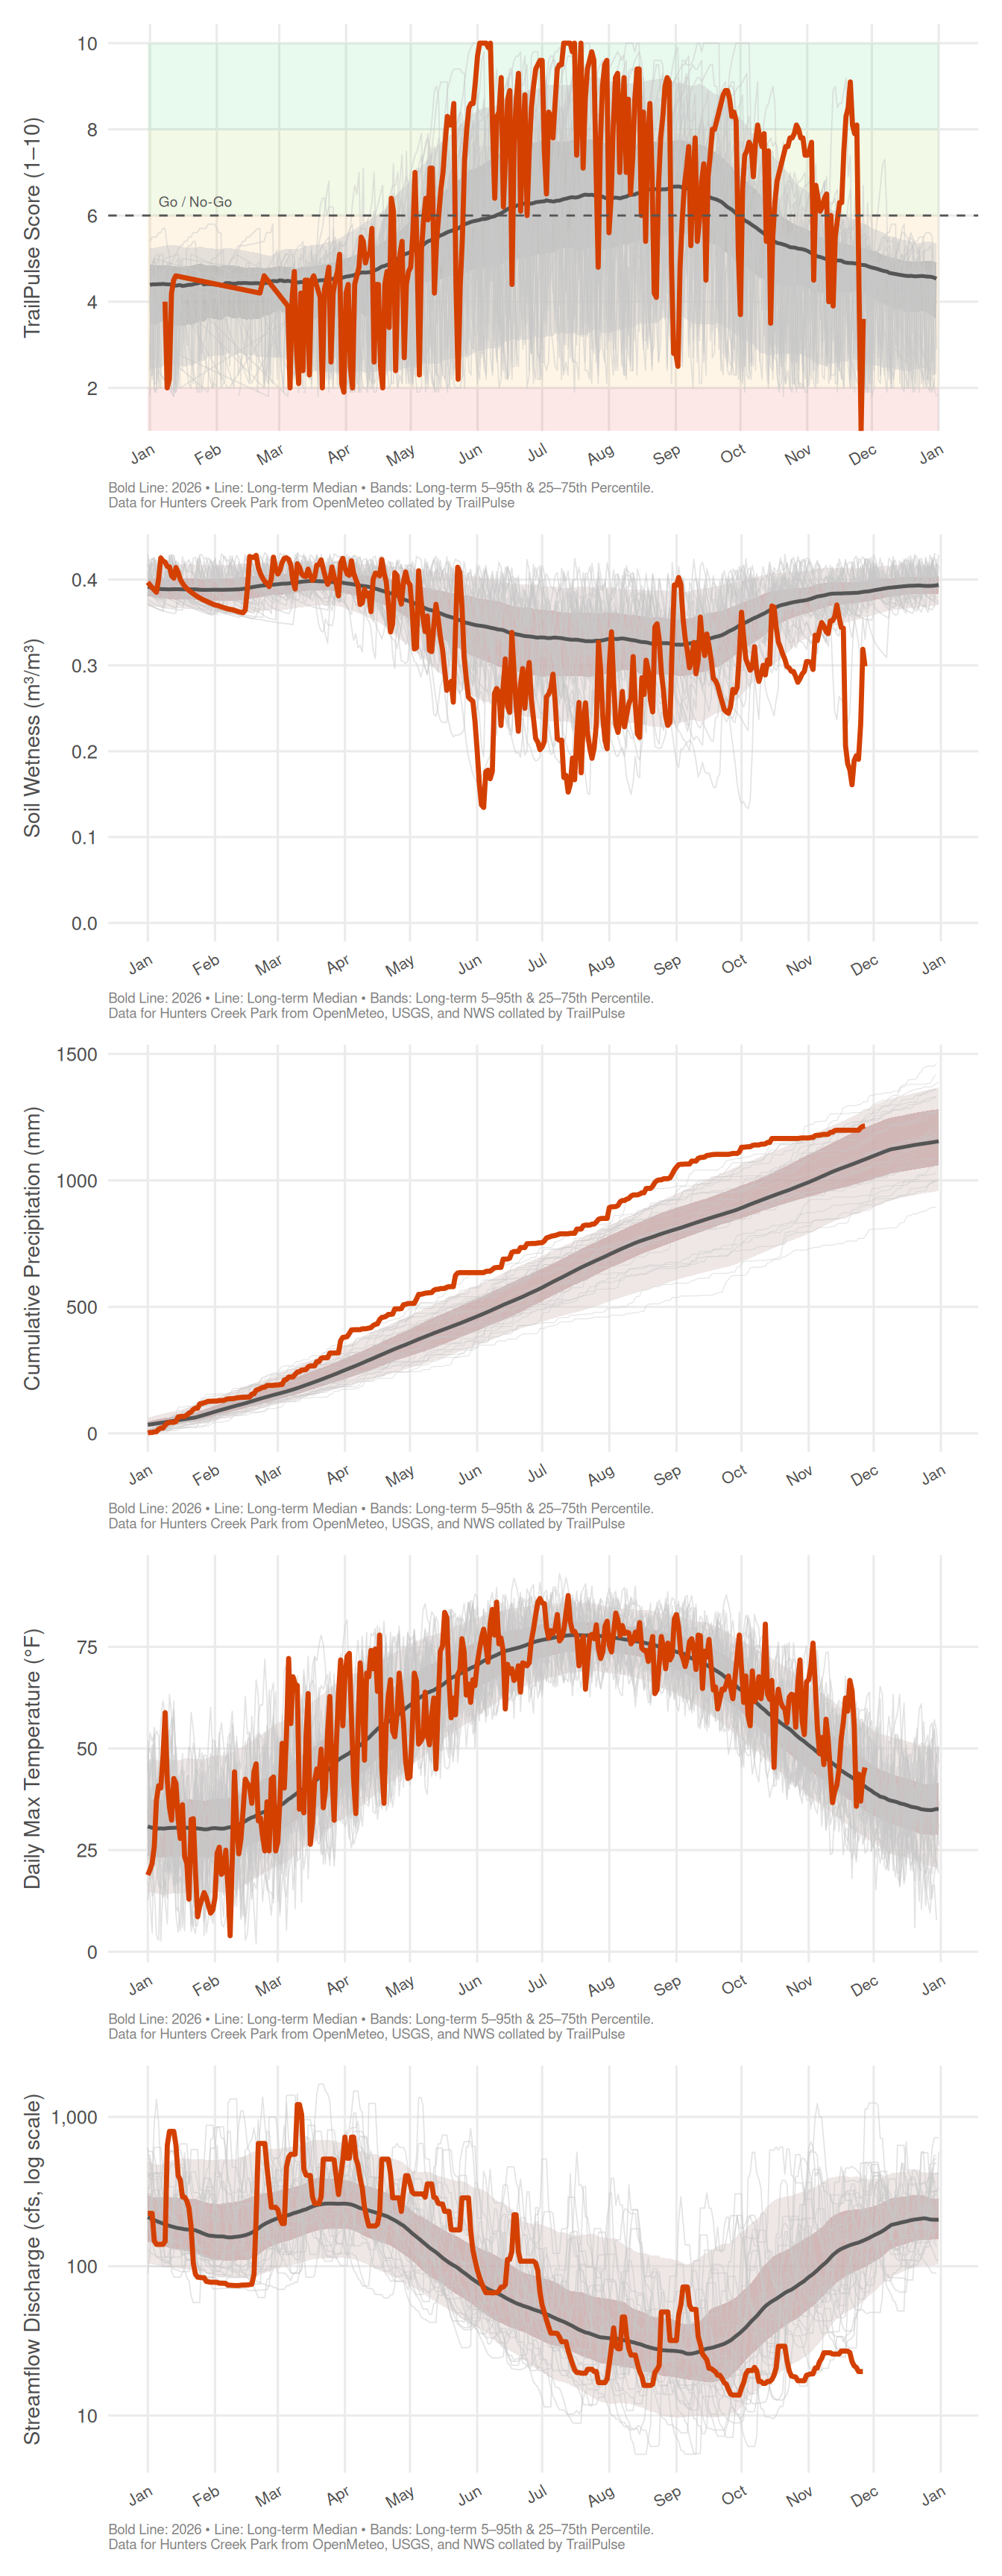 TrailPulse Score (1–10)
10
8
6
4
2
Go / No-Go
Jan
Feb
Mar
Apr
May
Jun
Jul
Aug
Sep
Oct
Nov
Dec
Jan
Bold Line: 2026 • Line: Long-term Median • Bands: Long-term 5–95th & 25–75th Percentile.
Data for Hunters Creek Park from OpenMeteo collated by TrailPulse
Soil Wetness (m³/m³)
0.4
0.3
0.2
0.1
0.0
Jan
Feb
Mar
Apr
May
Jun
Jul
Aug
Sep
Oct
Nov
Dec
Jan
Bold Line: 2026 • Line: Long-term Median • Bands: Long-term 5–95th & 25–75th Percentile.
Data for Hunters Creek Park from OpenMeteo, USGS, and NWS collated by TrailPulse
Cumulative Precipitation (mm)
1500
1000
500
0
Jan
Feb
Mar
Apr
May
Jun
Jul
Aug
Sep
Oct
Nov
Dec
Jan
Bold Line: 2026 • Line: Long-term Median • Bands: Long-term 5–95th & 25–75th Percentile.
Data for Hunters Creek Park from OpenMeteo, USGS, and NWS collated by TrailPulse
Daily Max Temperature (°F)
75
50
25
0
Jan
Feb
Mar
Apr
May
Jun
Jul
Aug
Sep
Oct
Nov
Dec
Jan
Bold Line: 2026 • Line: Long-term Median • Bands: Long-term 5–95th & 25–75th Percentile.
Data for Hunters Creek Park from OpenMeteo, USGS, and NWS collated by TrailPulse
Streamflow Discharge (cfs, log scale)
1,000
100
10
Jan
Feb
Mar
Apr
May
Jun
Jul
Aug
Sep
Oct
Nov
Dec
Jan
Bold Line: 2026 • Line: Long-term Median • Bands: Long-term 5–95th & 25–75th Percentile.
Data for Hunters Creek Park from OpenMeteo, USGS, and NWS collated by TrailPulse